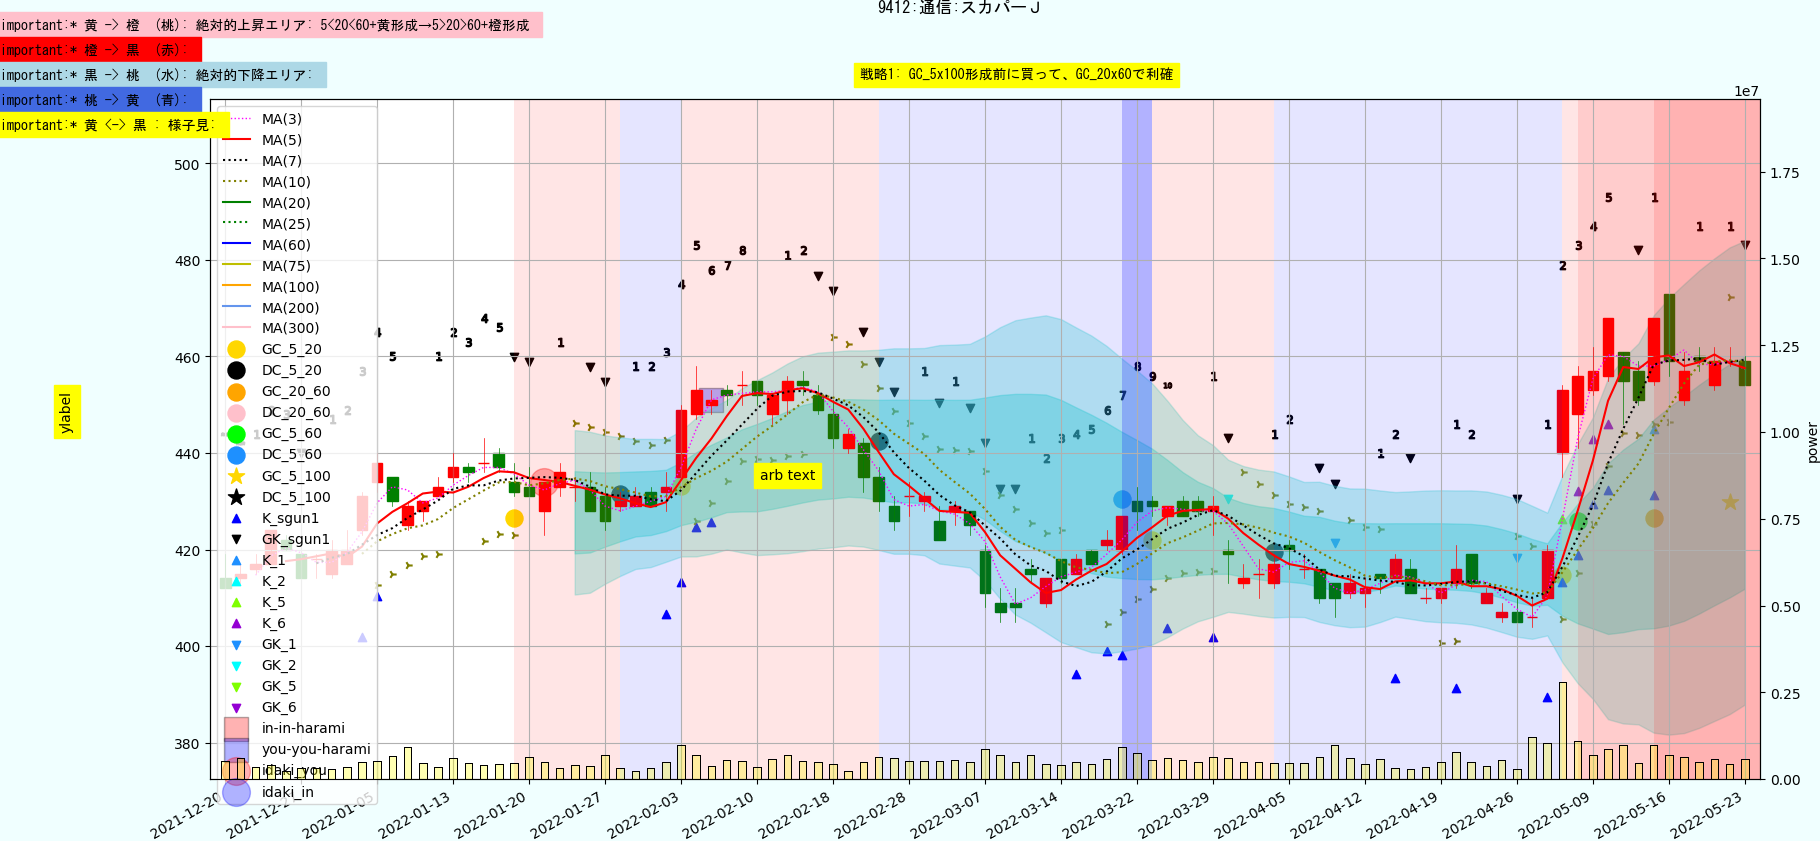 9412:通信:スカパーJ
important:* 黄 -> 橙 (桃): 絶対的上昇エリア: 5<20<60+黄形成→5>20>60+橙形成
important:* 橙 -> 黒 (赤):
important:* 黒 -> 桃 (水): 絶対的下降エリア:
戦略1: GC_5x100形成前に買って、GC_20x60で利確
important:* 桃 -> 黄 (青):
important:* 黄 <-> 黒 : 様子見:
1e7
MA(3)
MA(5)
MA(7)
MA(10)
MA(20)
MA(25)
MA(60)
MA(75)
MA(100)
MA(200)
MA(300)
GC_5_20
DC_5_20
GC_20_60
DC_20_60
GC_5_60
DC_5_60
GC_5_100
DC_5_100
K_sgun1
GK_sgun1
K_1
K_2
K_5
K_6
GK_1
GK_2
GK_5
GK_6
in-in-harami
you-you-harami
idaki_you
idaki_in
500
480
460
440
420
400
380
ylabel
arb text
1.75
1.50
1.25
1.00
0.75
0.50
0.25
0.00
power
2021-12-20
2022-01-05
2022-01-13
2022-01-20
2022-01-27
2022-02-03
2022-02-10
2022-02-18
2022-02-28
2022-03-07
2022-03-14
2022-03-22
2022-03-29
2022-04-05
2022-04-12
2022-04-19
2022-04-26
2022-05-09
2022-05-16
2022-05-23